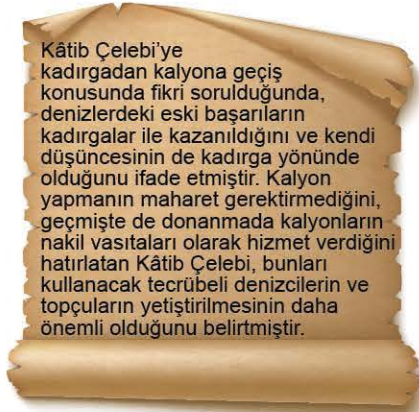 Kâtib Çelebi’ye
kadırgadan kalyona geçiş
konusunda fikri sorulduğunda,
denizlerdeki eski başarıların
kadırgalar ile kazanıldığını ve kendi
düşüncesinin de kadırga yönünde
olduğunu ifade etmiştir. Kalyon
yapmanın maharet gerektirmediğini,
geçmişte de donanmada kalyonların
nakil vasıtaları olarak hizmet verdiğini
hatırlatan Kâtib Çelebi, bunları
kullanacak tecrübeli denizcilerin ve
topçuların yetiştirilmesinin daha
önemli olduğunu belirtmiştir.